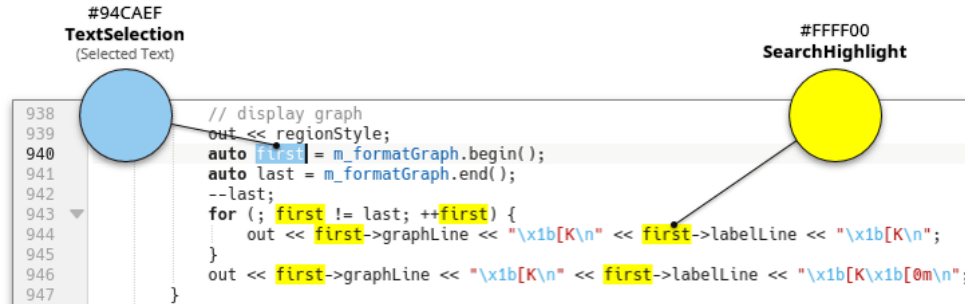 #94CAEF
TextSelection
(Selected Text)
#FFFF00
SearchHighlight
938 // display graph
939 out << regionStyle;
940 auto first = m_formatGraph.begin();
941 auto last = m_formatGraph.end();
942 --last;
943 for (; first != last; ++first) {
944 out << first->graphLine << "\x1b[K\n" << first->labelLine << "\x1b[K\n";
945 }
946 out << first->graphLine << "\x1b[K\n" << first->labelLine << "\x1b[K\x1b[0m\n";
947 }